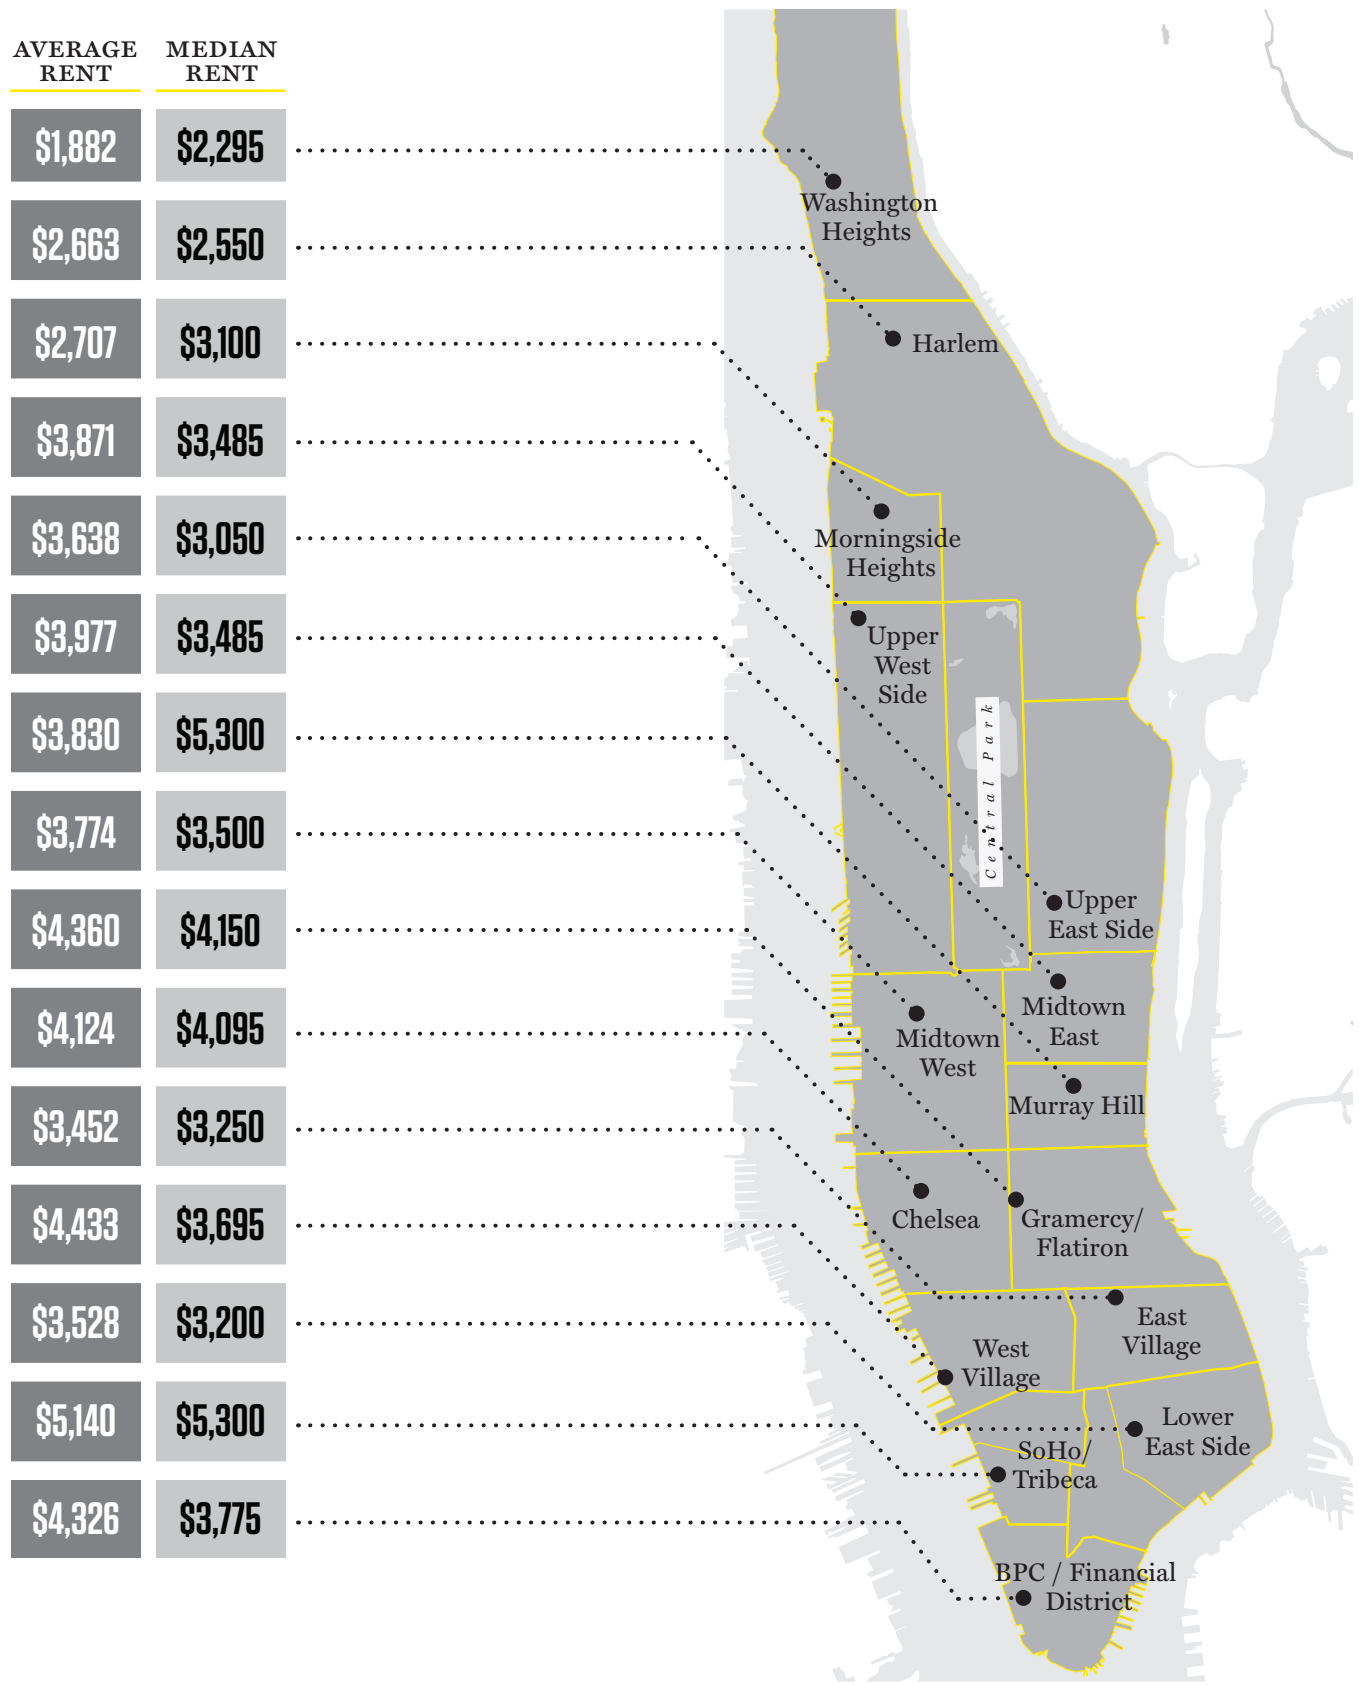 AVERAGE
RENT
MEDIAN
RENT
$1,882 $2,295
$2,663 $2,550
$2,707 $3,100
$3,871 $3,485
$3,638 $3,050
$3,977 $3,485
$3,830 $5,300
$3,774 $3,500
$4,360 $4,150
$4,124 $4,095
$3,452 $3,250
$4,433 $3,695
$3,528 $3,200
$5,140 $5,300
$4,326 $3,775
Washington
Heights
Harlem
Morningside
Heights
Upper
West
Side
Central Park
Upper
East Side
Midtown
East
Midtown
West
Murray Hill
Chelsea
Gramercy/
Flatiron
East
Village
West
Village
Lower
East Side
SoHo/
Tribeca
BPC / Financial
District